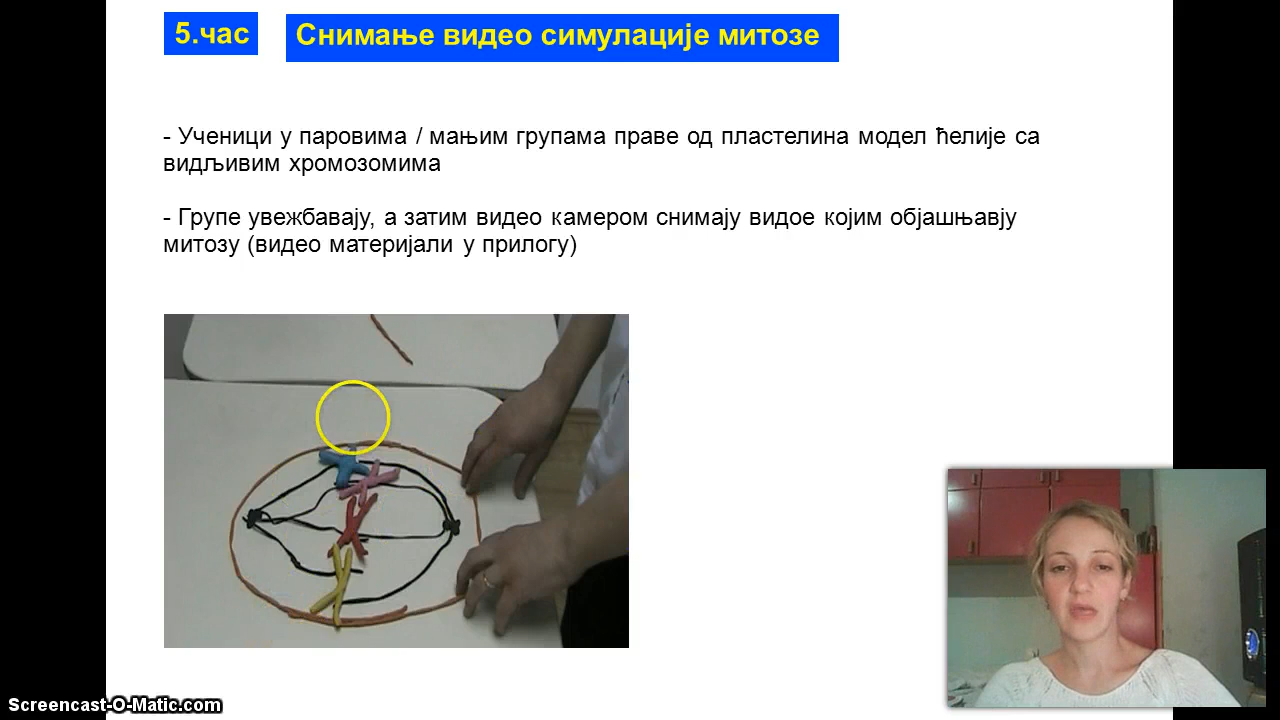 5.час
Снимање видео симулације митозе
- Ученици у паровима / мањим групама праве од пластелина модел ћелије са
видљивим хромозомима
- Групе увежбавају, а затим видео камером снимају видое којим објашњавју
митозу (видео материјали у прилогу)
Screencast-O-Matic.com